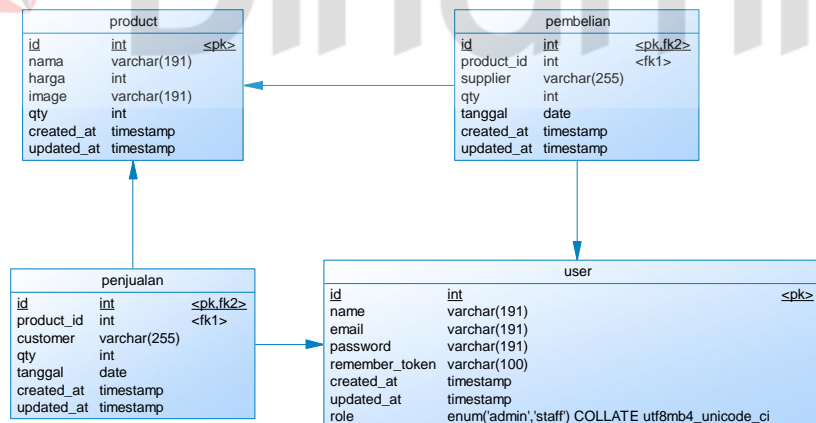 product
id int <pk>
nama varchar(191)
harga int
image varchar(191)
qty int
created_at timestamp
updated_at timestamp
pembelian
id int <pk,fk2>
product_id int <fk1>
supplier varchar(255)
qty int
tanggal date
created_at timestamp
updated_at timestamp
penjualan
id int <pk,fk2>
product_id int <fk1>
customer varchar(255)
qty int
tanggal date
created_at timestamp
updated_at timestamp
user
id int <pk>
name varchar(191)
email varchar(191)
password varchar(191)
remember_token varchar(100)
created_at timestamp
updated_at timestamp
role enum('admin','staff') COLLATE utf8mb4_unicode_ci